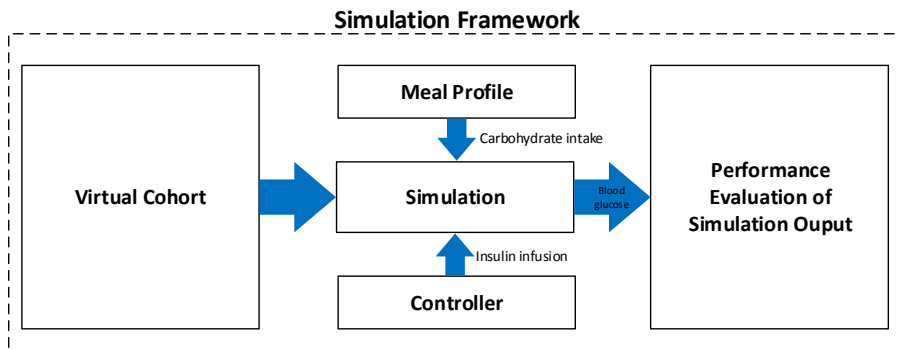 Simulation Framework
Meal Profile
Carbohydrate intake
Virtual Cohort
Simulation
Blood
glucose
Performance
Evaluation of
Simulation Ouput
Insulin infusion
Controller